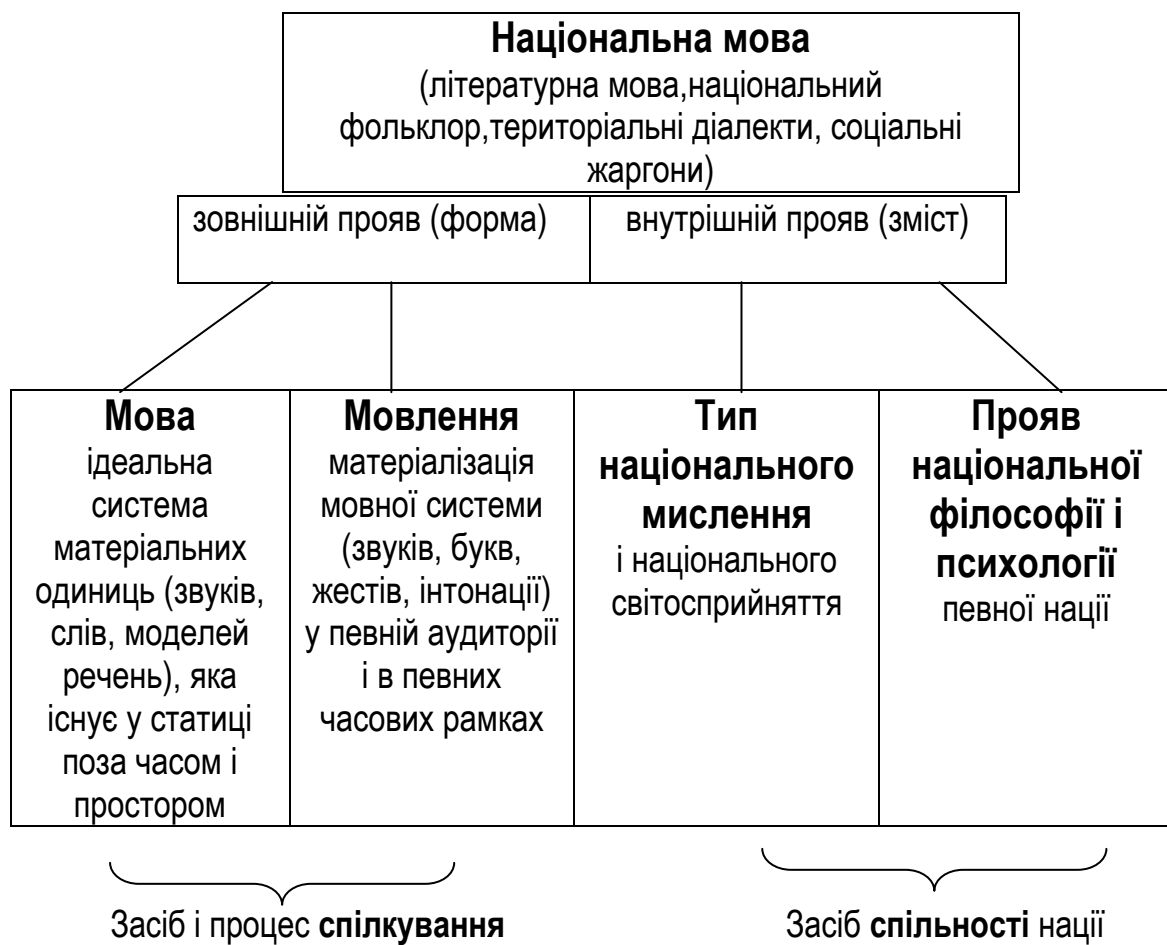 Національна мова
(літературна мова,національний
фольклор,територіальні діалекти, соціальні
жаргони)
зовнішній прояв (форма)
внутрішній прояв (зміст)
Мова
ідеальна
система
матеріальних
одиниць (звуків,
слів, моделей
речень), яка
існує у статиці
поза часом і
простором
Мовлення
матеріалізація
мовної системи
(звуків, букв,
жестів, інтонації)
у певній аудиторії
і в певних
часових рамках
Тип
національного
мислення
і національного
світосприйняття
Прояв
національної
філософії і
психології
певної нації
Засіб і процес спілкування
Засіб спільності нації